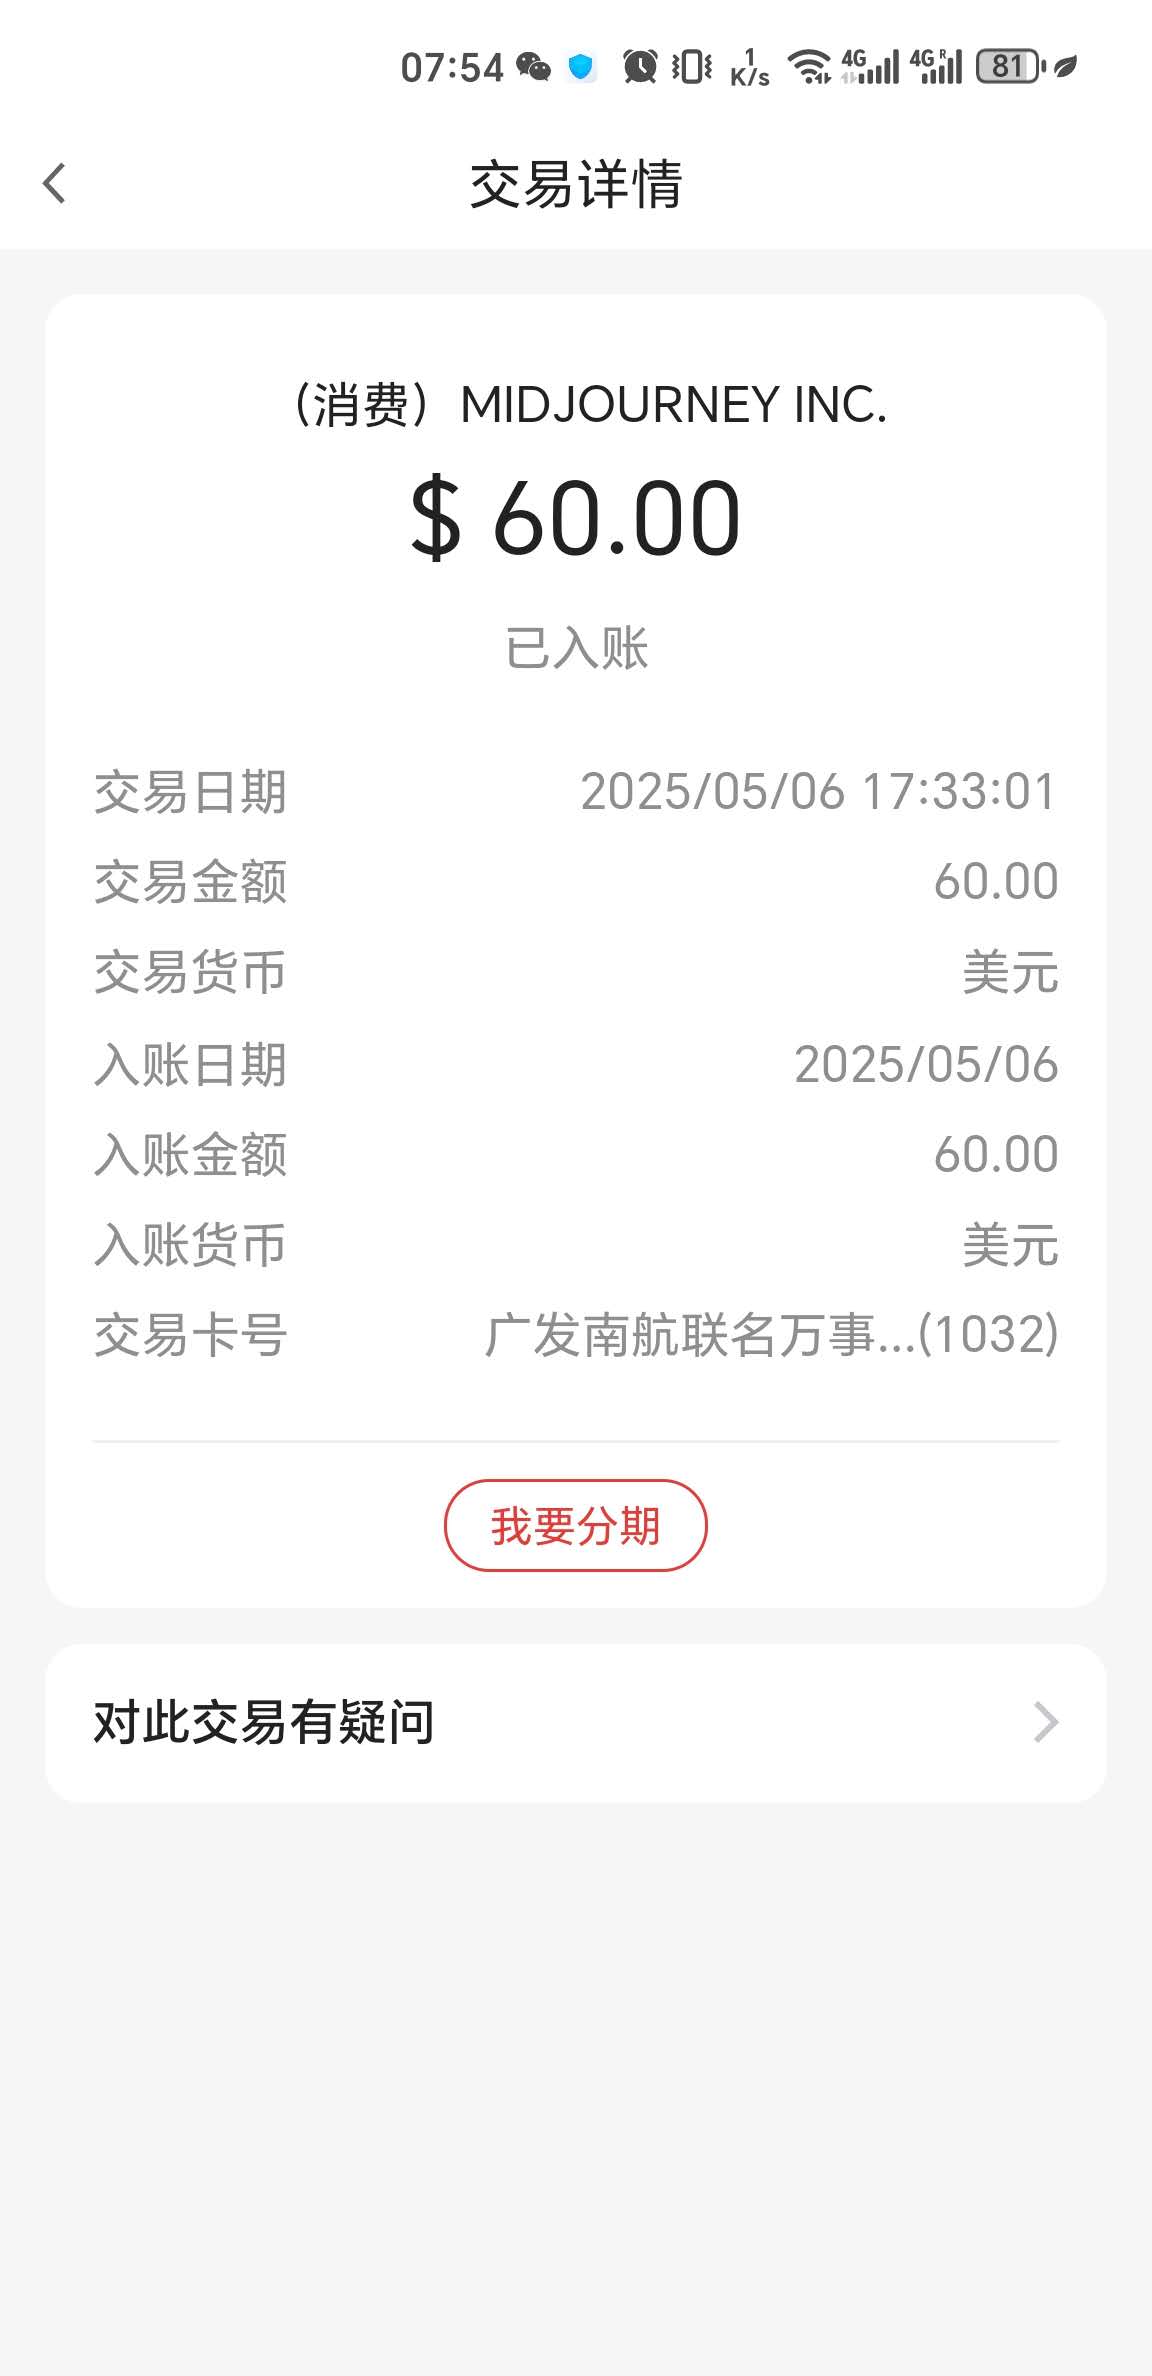 07:54 1 K/s 4G 4G R 81
交易详情
（消费）MIDJOURNEY INC.
$ 60.00
已入账
交易日期 2025/05/06 17:33:01
交易金额 60.00
交易货币 美元
入账日期 2025/05/06
入账金额 60.00
入账货币 美元
交易卡号 广发南航联名万事...(1032)
我要分期
对此交易有疑问